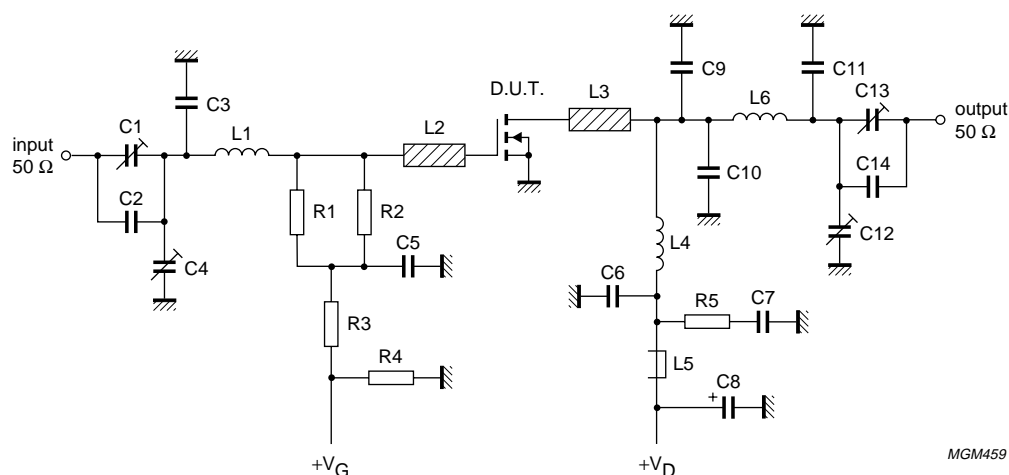 C9
C11
D.U.T.
L3
C3
L6
C13
C1
L1
L2
input
50 Ω
output
50 Ω
C14
C10
C2
R1
R2
C12
C5
L4
C4
C6
R5
C7
R3
R4
L5
C8
+
+VG
+VD
MGM459